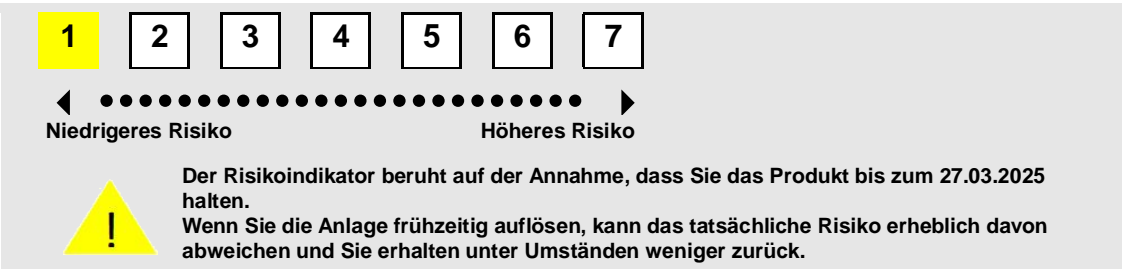 1 2 3 4 5 6 7
Niedrigeres Risiko Höheres Risiko
Der Risikoindikator beruht auf der Annahme, dass Sie das Produkt bis zum 27.03.2025
halten.
Wenn Sie die Anlage frühzeitig auflösen, kann das tatsächliche Risiko erheblich davon
abweichen und Sie erhalten unter Umständen weniger zurück.
!